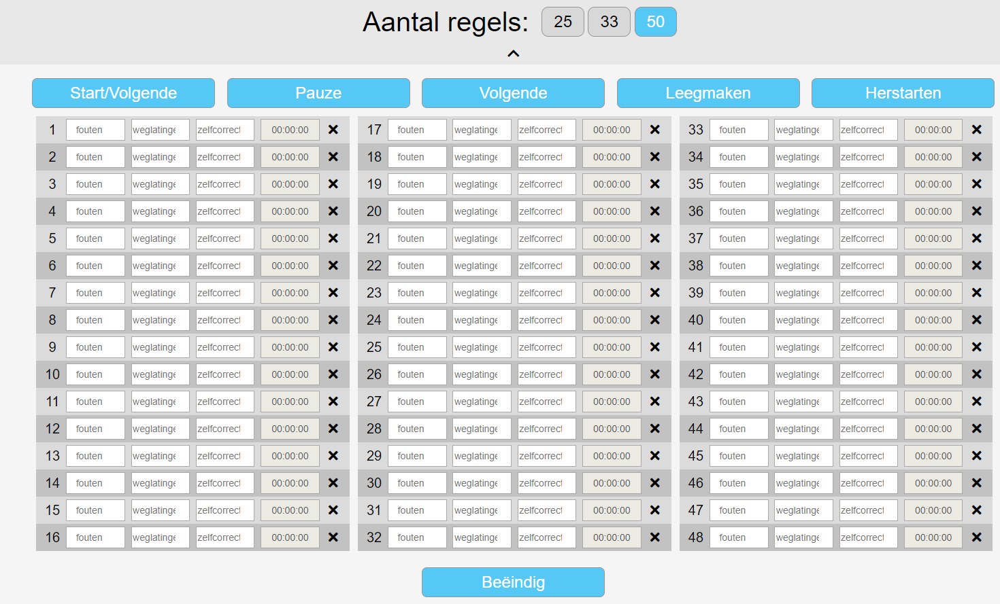 Aantal regels: 25 33 50
Start/Volgende Pauze Volgende Leegmaken Herstarten
1 fouten weglatinge zelfcorrect 00:00:00 17 fouten weglatinge zelfcorrect 00:00:00 33 fouten weglatinge zelfcorrect 00:00:00
2 fouten weglatinge zelfcorrect 00:00:00 18 fouten weglatinge zelfcorrect 00:00:00 34 fouten weglatinge zelfcorrect 00:00:00
3 fouten weglatinge zelfcorrect 00:00:00 19 fouten weglatinge zelfcorrect 00:00:00 35 fouten weglatinge zelfcorrect 00:00:00
4 fouten weglatinge zelfcorrect 00:00:00 20 fouten weglatinge zelfcorrect 00:00:00 36 fouten weglatinge zelfcorrect 00:00:00
5 fouten weglatinge zelfcorrect 00:00:00 21 fouten weglatinge zelfcorrect 00:00:00 37 fouten weglatinge zelfcorrect 00:00:00
6 fouten weglatinge zelfcorrect 00:00:00 22 fouten weglatinge zelfcorrect 00:00:00 38 fouten weglatinge zelfcorrect 00:00:00
7 fouten weglatinge zelfcorrect 00:00:00 23 fouten weglatinge zelfcorrect 00:00:00 39 fouten weglatinge zelfcorrect 00:00:00
8 fouten weglatinge zelfcorrect 00:00:00 24 fouten weglatinge zelfcorrect 00:00:00 40 fouten weglatinge zelfcorrect 00:00:00
9 fouten weglatinge zelfcorrect 00:00:00 25 fouten weglatinge zelfcorrect 00:00:00 41 fouten weglatinge zelfcorrect 00:00:00
10 fouten weglatinge zelfcorrect 00:00:00 26 fouten weglatinge zelfcorrect 00:00:00 42 fouten weglatinge zelfcorrect 00:00:00
11 fouten weglatinge zelfcorrect 00:00:00 27 fouten weglatinge zelfcorrect 00:00:00 43 fouten weglatinge zelfcorrect 00:00:00
12 fouten weglatinge zelfcorrect 00:00:00 28 fouten weglatinge zelfcorrect 00:00:00 44 fouten weglatinge zelfcorrect 00:00:00
13 fouten weglatinge zelfcorrect 00:00:00 29 fouten weglatinge zelfcorrect 00:00:00 45 fouten weglatinge zelfcorrect 00:00:00
14 fouten weglatinge zelfcorrect 00:00:00 30 fouten weglatinge zelfcorrect 00:00:00 46 fouten weglatinge zelfcorrect 00:00:00
15 fouten weglatinge zelfcorrect 00:00:00 31 fouten weglatinge zelfcorrect 00:00:00 47 fouten weglatinge zelfcorrect 00:00:00
16 fouten weglatinge zelfcorrect 00:00:00 32 fouten weglatinge zelfcorrect 00:00:00 48 fouten weglatinge zelfcorrect 00:00:00
Beëindig